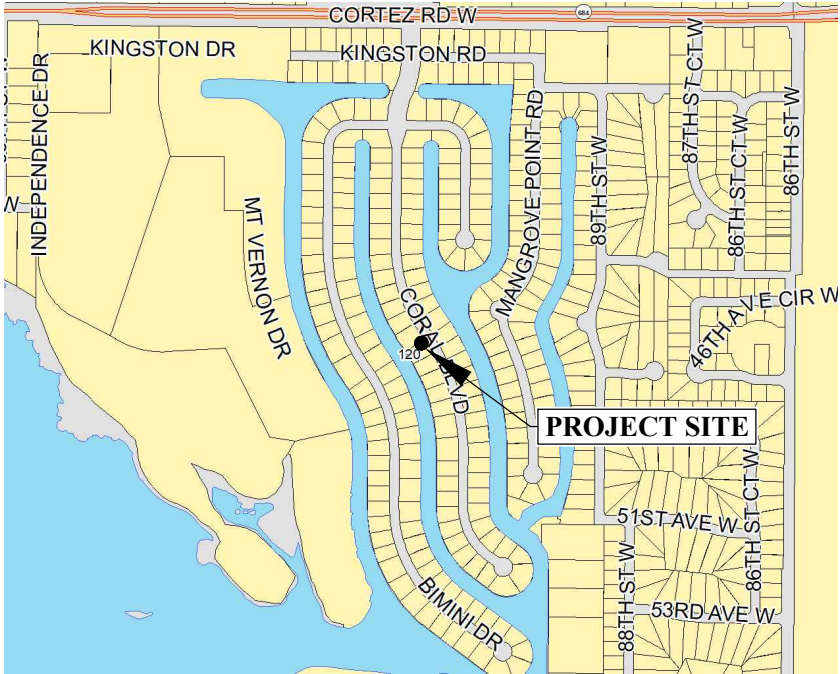 CORTEZ RD W
684
KINGSTON DR
KINGSTON RD
INDEPENDENCE DR
W
MT VERNON DR
MANGROVE POINT RD
89TH ST W
87TH ST CT W
86TH ST CT W
86TH ST W
46TH AVE CIR W
CORAL BLVD
120
PROJECT SITE
51ST AVE W
86TH ST CT W
53RD AVE W
88TH ST W
BIMINI DR